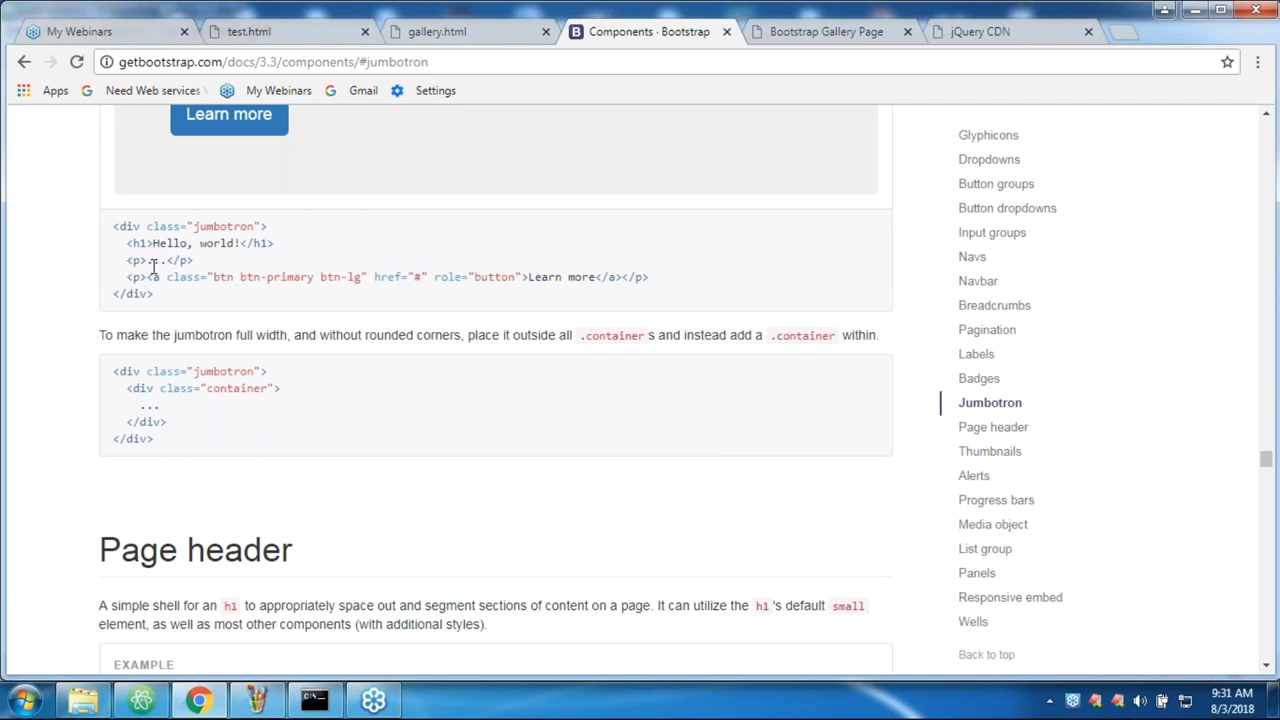 My Webinars
test.html
gallery.html
Components · Bootstrap
Bootstrap Gallery Page
jQuery CDN
getbootstrap.com/docs/3.3/components/#jumbotron
Apps
Need Web services
My Webinars
Gmail
Settings
Learn more
<div class="jumbotron">
<h1>Hello, world!</h1>
<p>...</p>
<p><a class="btn btn-primary btn-lg" href="#" role="button">Learn more</a></p>
</div>
To make the jumbotron full width, and without rounded corners, place it outside all .container s and instead add a .container within.
<div class="jumbotron">
<div class="container">
...
</div>
</div>
Page header
A simple shell for an h1 to appropriately space out and segment sections of content on a page. It can utilize the h1 's default small
element, as well as most other components (with additional styles).
EXAMPLE
Glyphicons
Dropdowns
Button groups
Button dropdowns
Input groups
Navs
Navbar
Breadcrumbs
Pagination
Labels
Badges
Jumbotron
Page header
Thumbnails
Alerts
Progress bars
Media object
List group
Panels
Responsive embed
Wells
Back to top
9:31 AM
8/3/2018